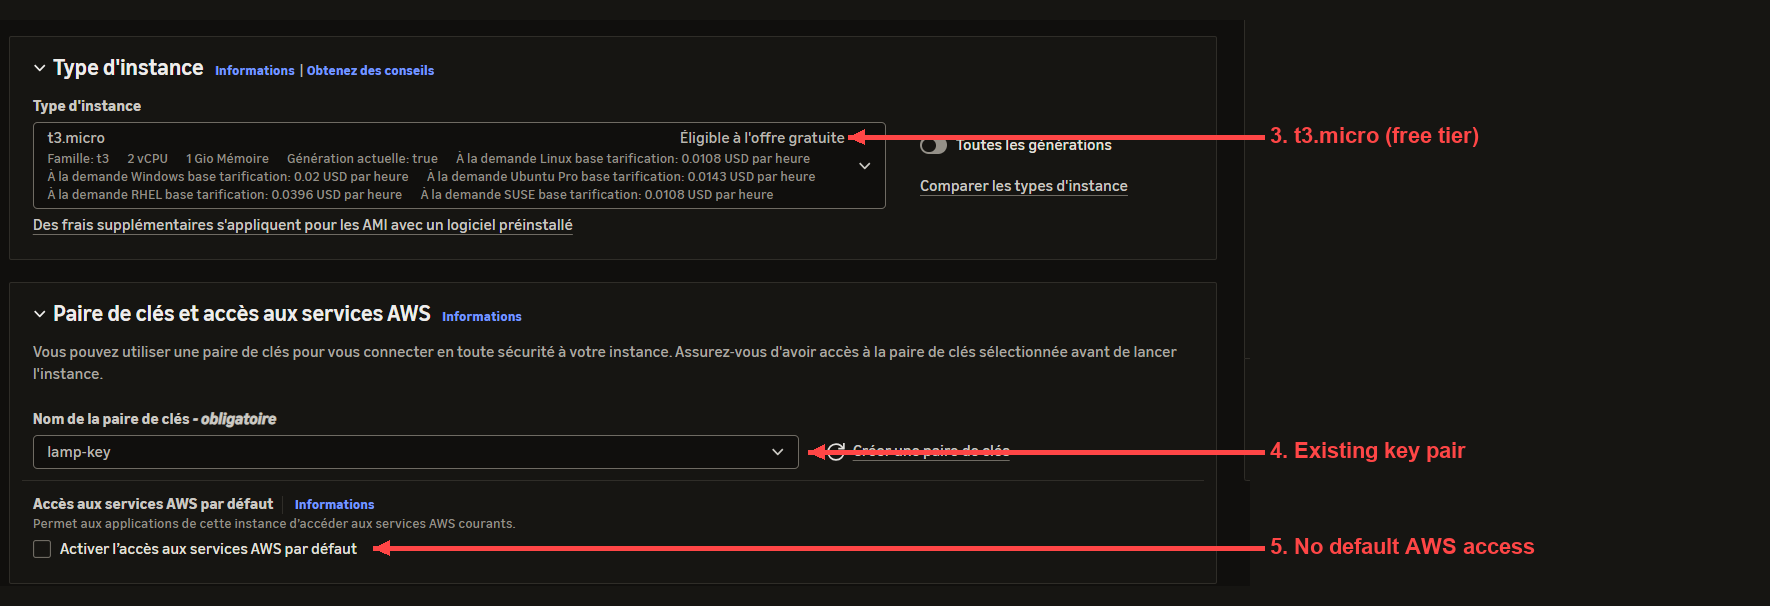 Type d'instance Informations | Obtenez des conseils
Type d'instance
t3.micro Éligible à l'offre gratuite
3. t3.micro (free tier)
Famille: t3 2 vCPU 1 Gio Mémoire Génération actuelle: true À la demande Linux base tarification: 0.0108 USD par heure
À la demande Windows base tarification: 0.02 USD par heure À la demande Ubuntu Pro base tarification: 0.0143 USD par heure
À la demande RHEL base tarification: 0.0396 USD par heure À la demande SUSE base tarification: 0.0108 USD par heure
Toutes les générations
Comparer les types d'instance
Des frais supplémentaires s'appliquent pour les AMI avec un logiciel préinstallé
Paire de clés et accès aux services AWS Informations
Vous pouvez utiliser une paire de clés pour vous connecter en toute sécurité à votre instance. Assurez-vous d'avoir accès à la paire de clés sélectionnée avant de lancer
l'instance.
Nom de la paire de clés - obligatoire
lamp-key
Créer une paire de clés
4. Existing key pair
Accès aux services AWS par défaut Informations
Permet aux applications de cette instance d'accéder aux services AWS courants.
Activer l'accès aux services AWS par défaut
5. No default AWS access